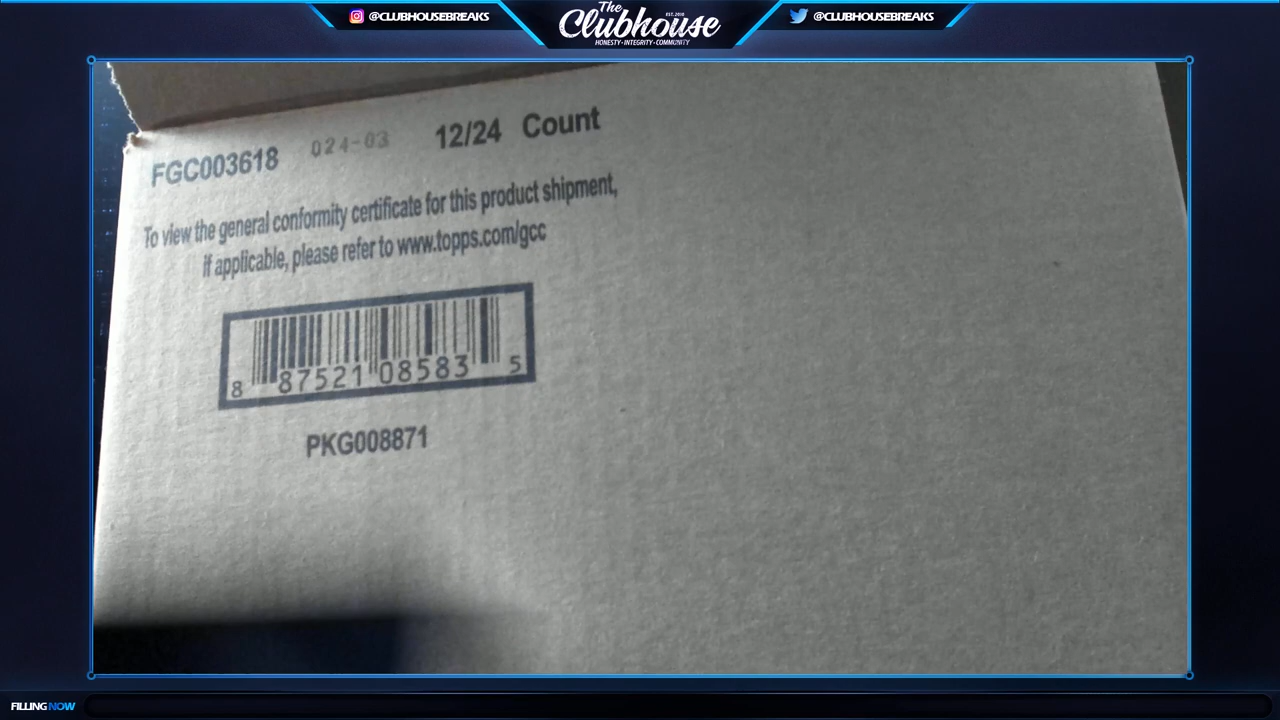 @CLUBHOUSEBREAKS
The
Clubhouse
EST. 2010
HONESTY • INTEGRITY • COMMUNITY
@CLUBHOUSEBREAKS
FGC003618 024-03 12/24 Count
To view the general conformity certificate for this product shipment,
if applicable, please refer to www.topps.com/gcc
8 87521 08583 5
PKG008871
FILLING NOW